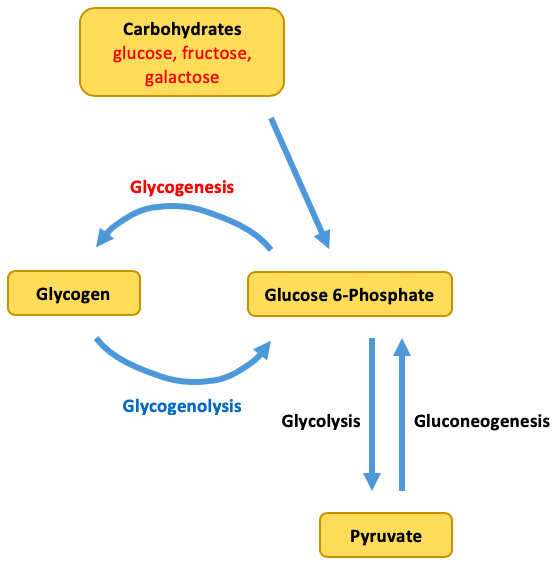 Carbohydrates
glucose, fructose,
galactose
Glycogenesis
Glycogen
Glucose 6-Phosphate
Glycogenolysis
Glycolysis
Gluconeogenesis
Pyruvate